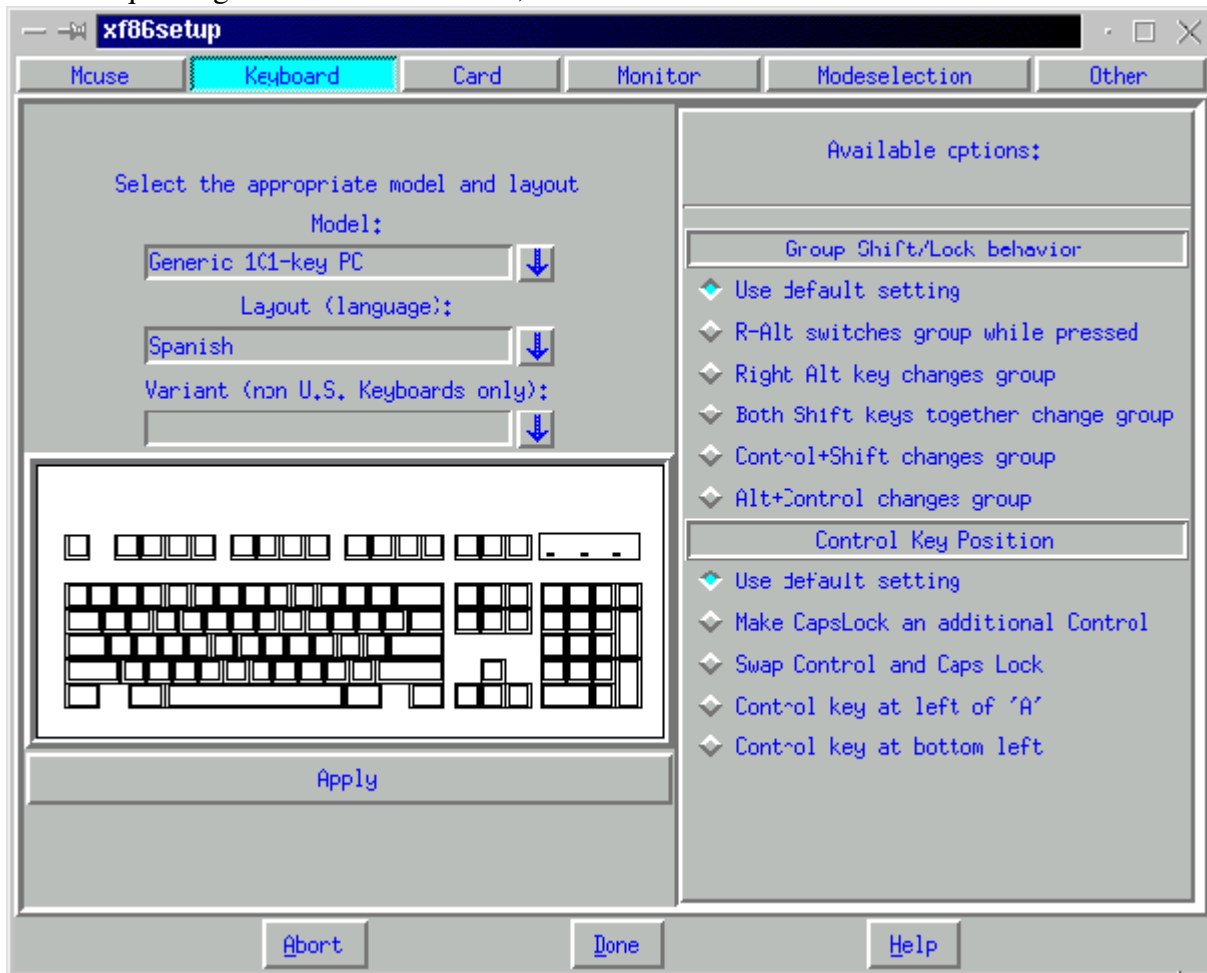 xf86setup
Mcuse Keyboard Card Monitor Modeselection Other
Select the appropriate model and layout
Model:
Generic 101-key PC
Layout (language):
Spanish
Variant (non U.S. Keyboards only):
Apply
Available cptions:
Group Shift/Lock behavior
Use default setting
R-Alt switches group while pressed
Right Alt key changes group
Both Shift keys together change group
Control+Shift changes group
Alt+Control changes group
Control Key Position
Use default setting
Make CapsLock an additional Control
Swap Control and Caps Lock
Control key at left of 'A'
Control key at bottom left
Abort Done Help